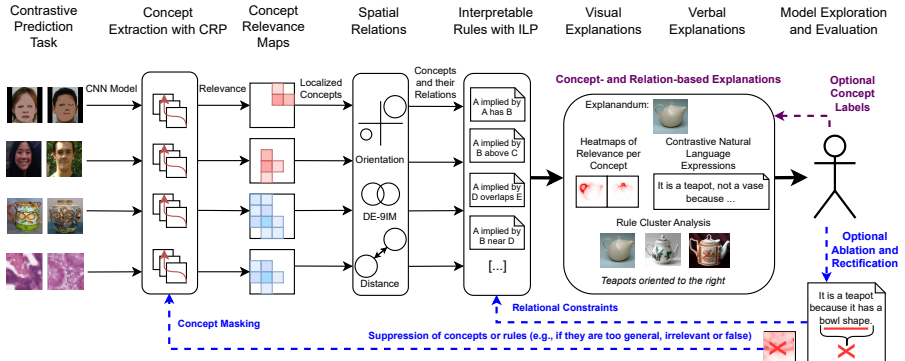 Contrastive
Prediction
Task
Concept
Extraction with CRP
Concept
Relevance
Maps
Spatial
Relations
Interpretable
Rules with ILP
Visual
Explanations
Verbal
Explanations
Model Exploration
and Evaluation
CNN Model
Relevance
Localized
Concepts
Concepts
and their
Relations
Orientation
DE-9IM
Distance
A implied by
A has B
A implied by
B above C
A implied by
D overlaps E
A implied by
B near D
[...]
Concept- and Relation-based Explanations
Explanandum:
Heatmaps of
Relevance per
Concept
Contrastive Natural
Language
Expressions
It is a teapot, not a vase
because ...
Rule Cluster Analysis
Teapots oriented to the right
Optional
Concept
Labels
Optional
Ablation and
Rectification
It is a teapot
because it has a
bowl shape.
Relational Constraints
Concept Masking
Suppression of concepts or rules (e.g., if they are too general, irrelevant or false)